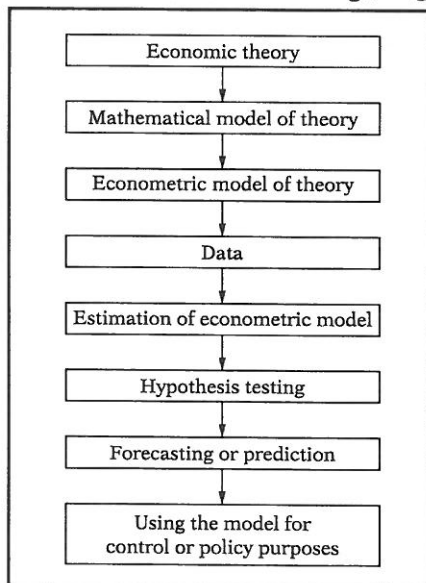 Economic theory
Mathematical model of theory
Econometric model of theory
Data
Estimation of econometric model
Hypothesis testing
Forecasting or prediction
Using the model for
control or policy purposes